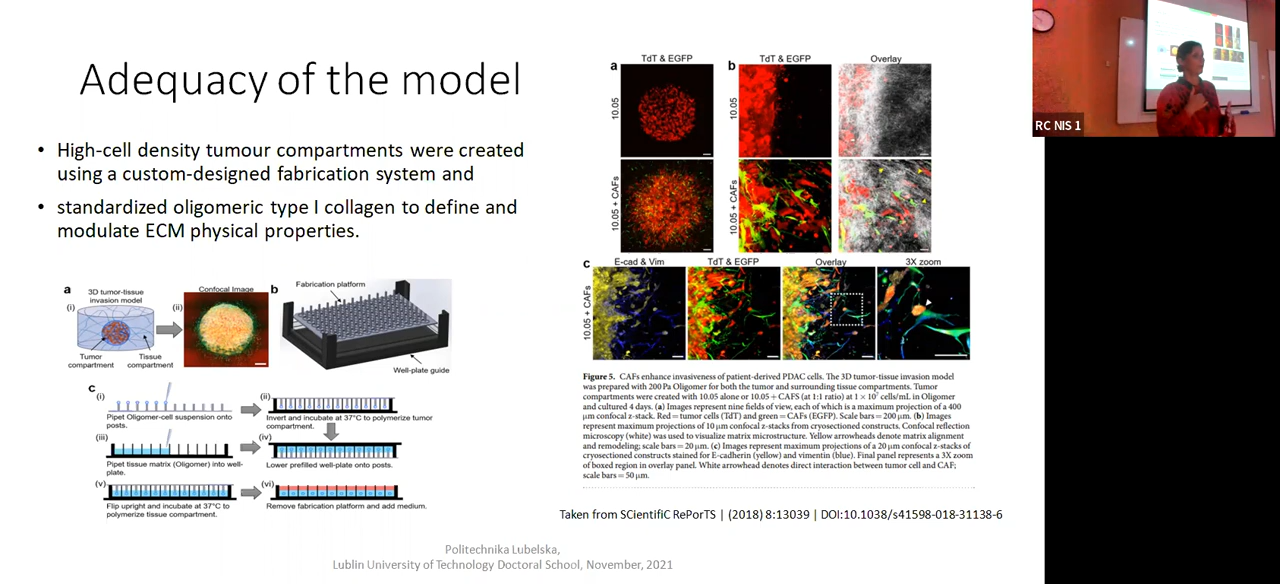 Adequacy of the model
• High-cell density tumour compartments were created
using a custom-designed fabrication system and
• standardized oligomeric type I collagen to define and
modulate ECM physical properties.
a
(i)
3D tumor-tissue
invasion model
Tumor
compartment
Tissue
compartment
(ii)
Confocal Image
b
Fabrication platform
Well-plate guide
c
(i)
Pipet Oligomer-cell suspension onto
posts.
(ii)
Invert and incubate at 37°C to polymerize tumor
compartment.
(iii)
Pipet tissue matrix (Oligomer) into well-
plate.
(iv)
Lower prefilled well-plate onto posts.
(v)
Flip upright and incubate at 37°C to
polymerize tissue compartment.
(vi)
Remove fabrication platform and add medium.
a
TdT & EGFP
b
TdT & EGFP
Overlay
10.05
10.05
10.05 + CAFs
10.05 + CAFs
c
E-cad & Vim
TdT & EGFP
Overlay
3X zoom
10.05 + CAFs
Figure 5. CAFs enhance invasiveness of patient-derived PDAC cells. The 3D tumor-tissue invasion model
was prepared with 200 Pa Oligomer for both the tumor and surrounding tissue compartments. Tumor
compartments were created with 10.05 alone or 10.05 + CAFS (at 1:1 ratio) at 1 × 10⁷ cells/mL in Oligomer
and cultured 4 days. (a) Images represent nine fields of view, each of which is a maximum projection of a 400
μm confocal z-stack. Red = tumor cells (TdT) and green = CAFs (EGFP). Scale bars = 200 μm. (b) Images
represent maximum projections of 10 μm confocal z-stacks from cryosectioned constructs. Confocal reflection
microscopy (white) was used to visualize matrix microstructure. Yellow arrowheads denote matrix alignment
and remodeling; scale bars = 20 μm. (c) Images represent maximum projections of a 20 μm confocal z-stacks of
cryosectioned constructs stained for E-cadherin (yellow) and vimentin (blue). Final panel represents a 3X zoom
of boxed region in overlay panel. White arrowhead denotes direct interaction between tumor cell and CAF;
scale bars = 50 μm.
Taken from SCientifiC RePorTS | (2018) 8:13039 | DOI:10.1038/s41598-018-31138-6
Politechnika Lubelska,
Lublin University of Technology Doctoral School, November, 2021
RC NIS 1